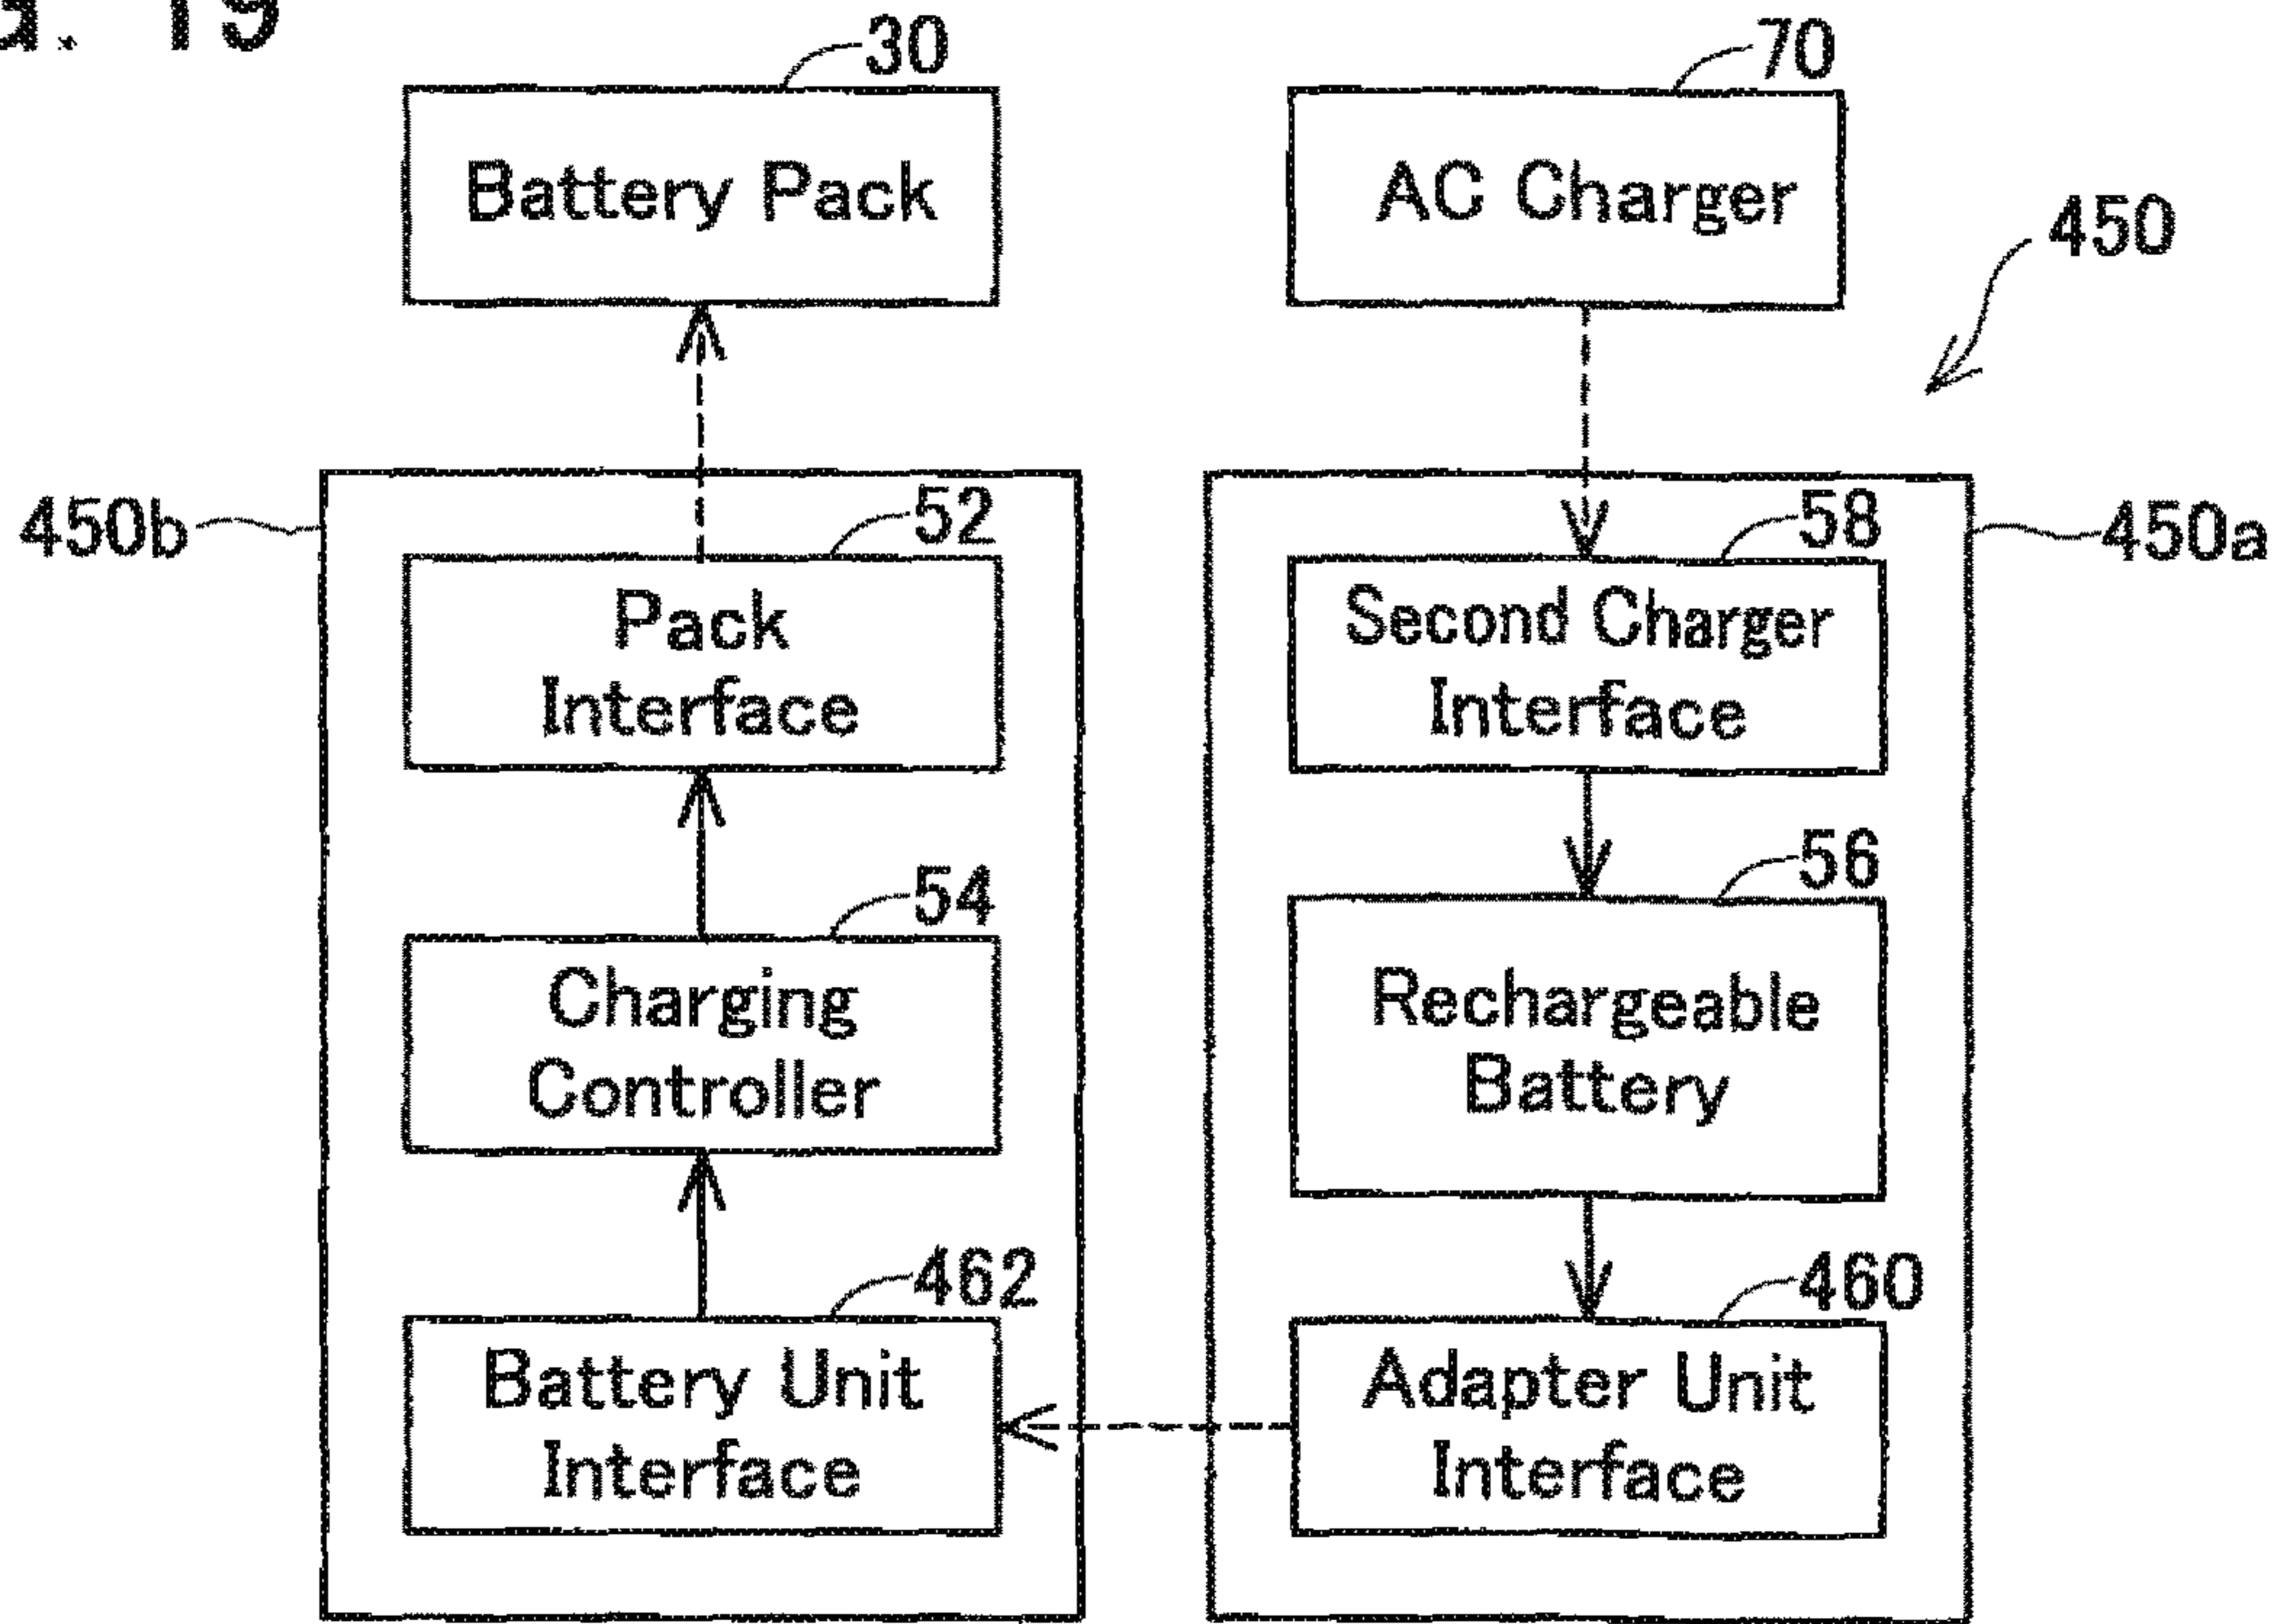 G. 19
30
70
Battery Pack
AC Charger
450
450b
52
58
450a
Pack
Interface
Second Charger
Interface
54
56
Charging
Controller
Rechargeable
Battery
462
460
Battery Unit
Interface
Adapter Unit
Interface